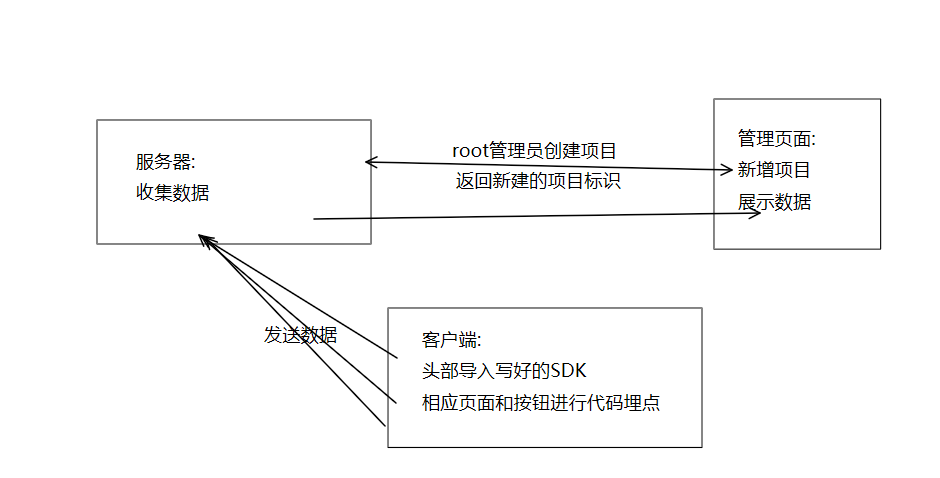 服务器:
收集数据
root管理员创建项目
返回新建的项目标识
管理页面:
新增项目
展示数据
发送数据
客户端:
头部导入写好的SDK
相应页面和按钮进行代码埋点